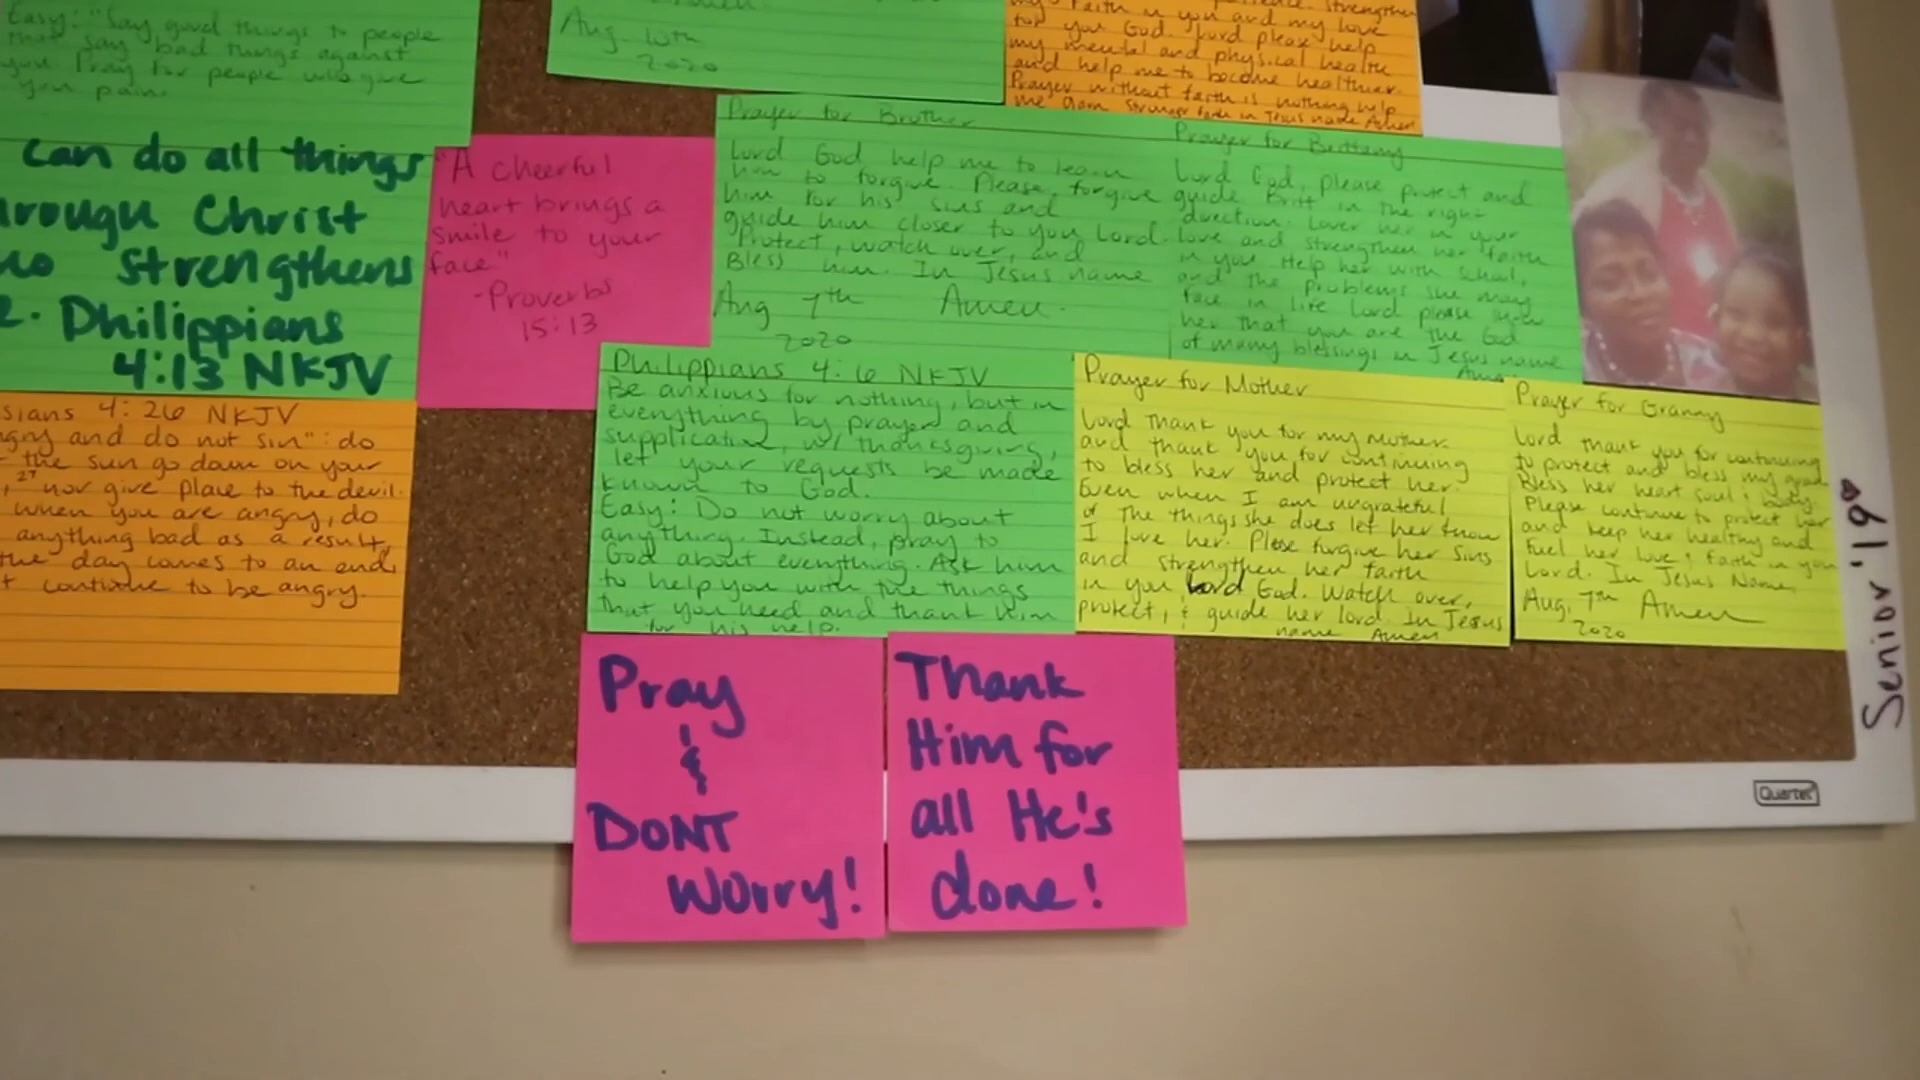 Easy: "Say good things to people
that say bad things against
you. Pray for people who give
you pain.
Aug. 10th
2020
my faith in you and my love
for you God. Lord please help
my mental and physical health
and help me to become healthier.
Prayer without faith is nothing help
me gain stronger faith in Jesus name Amen
can do all things
through Christ
who strengthens
Philippians
4:13 NKJV
"A cheerful
heart brings a
smile to your
face"
-Proverbs
15:13
Prayer for Brother
Lord God help me to learn
him to forgive. Please, forgive
him for his sins and
guide him closer to you Lord.
Protect, watch over, and
Bless him. In Jesus name
Aug 7th Amen.
2020
Prayer for Brittany
Lord God, please protect and
guide Britt in the right
direction. Cover her in your
love and strengthen her faith
in you. Help her with school,
and the problems she may
face in life Lord please
her that you are the God
of many blessings in Jesus name
sians 4:26 NKJV
ngry and do not sin": do
the sun go down on your
27 nor give place to the devil.
when you are angry, do
anything bad as a result,
the day comes to an end,
t continue to be angry.
Philippians 4:6 NKJV
Be anxious for nothing, but in
everything by prayer and
supplication, w/ thanksgiving,
let your requests be made
known to God.
Easy: Do not worry about
anything. Instead, pray to
God about everything. Ask him
to help you with the things
that you need and thank him
for his help.
Prayer for Mother
Lord Thank you for my Mother
and thank you for continuing
to bless her and protect her.
Even when I am ungrateful
of the things she does let her know
I love her. Please forgive her sins
and strengthen her faith
in you Lord God. Watch over,
protect, & guide her lord. In Jesus
name Amen
Prayer for Granny
Lord thank you for continuing
to protect and bless my grand
Bless her heart soul & body.
Please continue to protect her
and keep her healthy and
fuel her love & faith in you
Lord. In Jesus Name,
Aug. 7th Amen
2020
Pray
&
DONT
Worry!
Thank
Him for
all He's
done!
Senior '19
Quartet